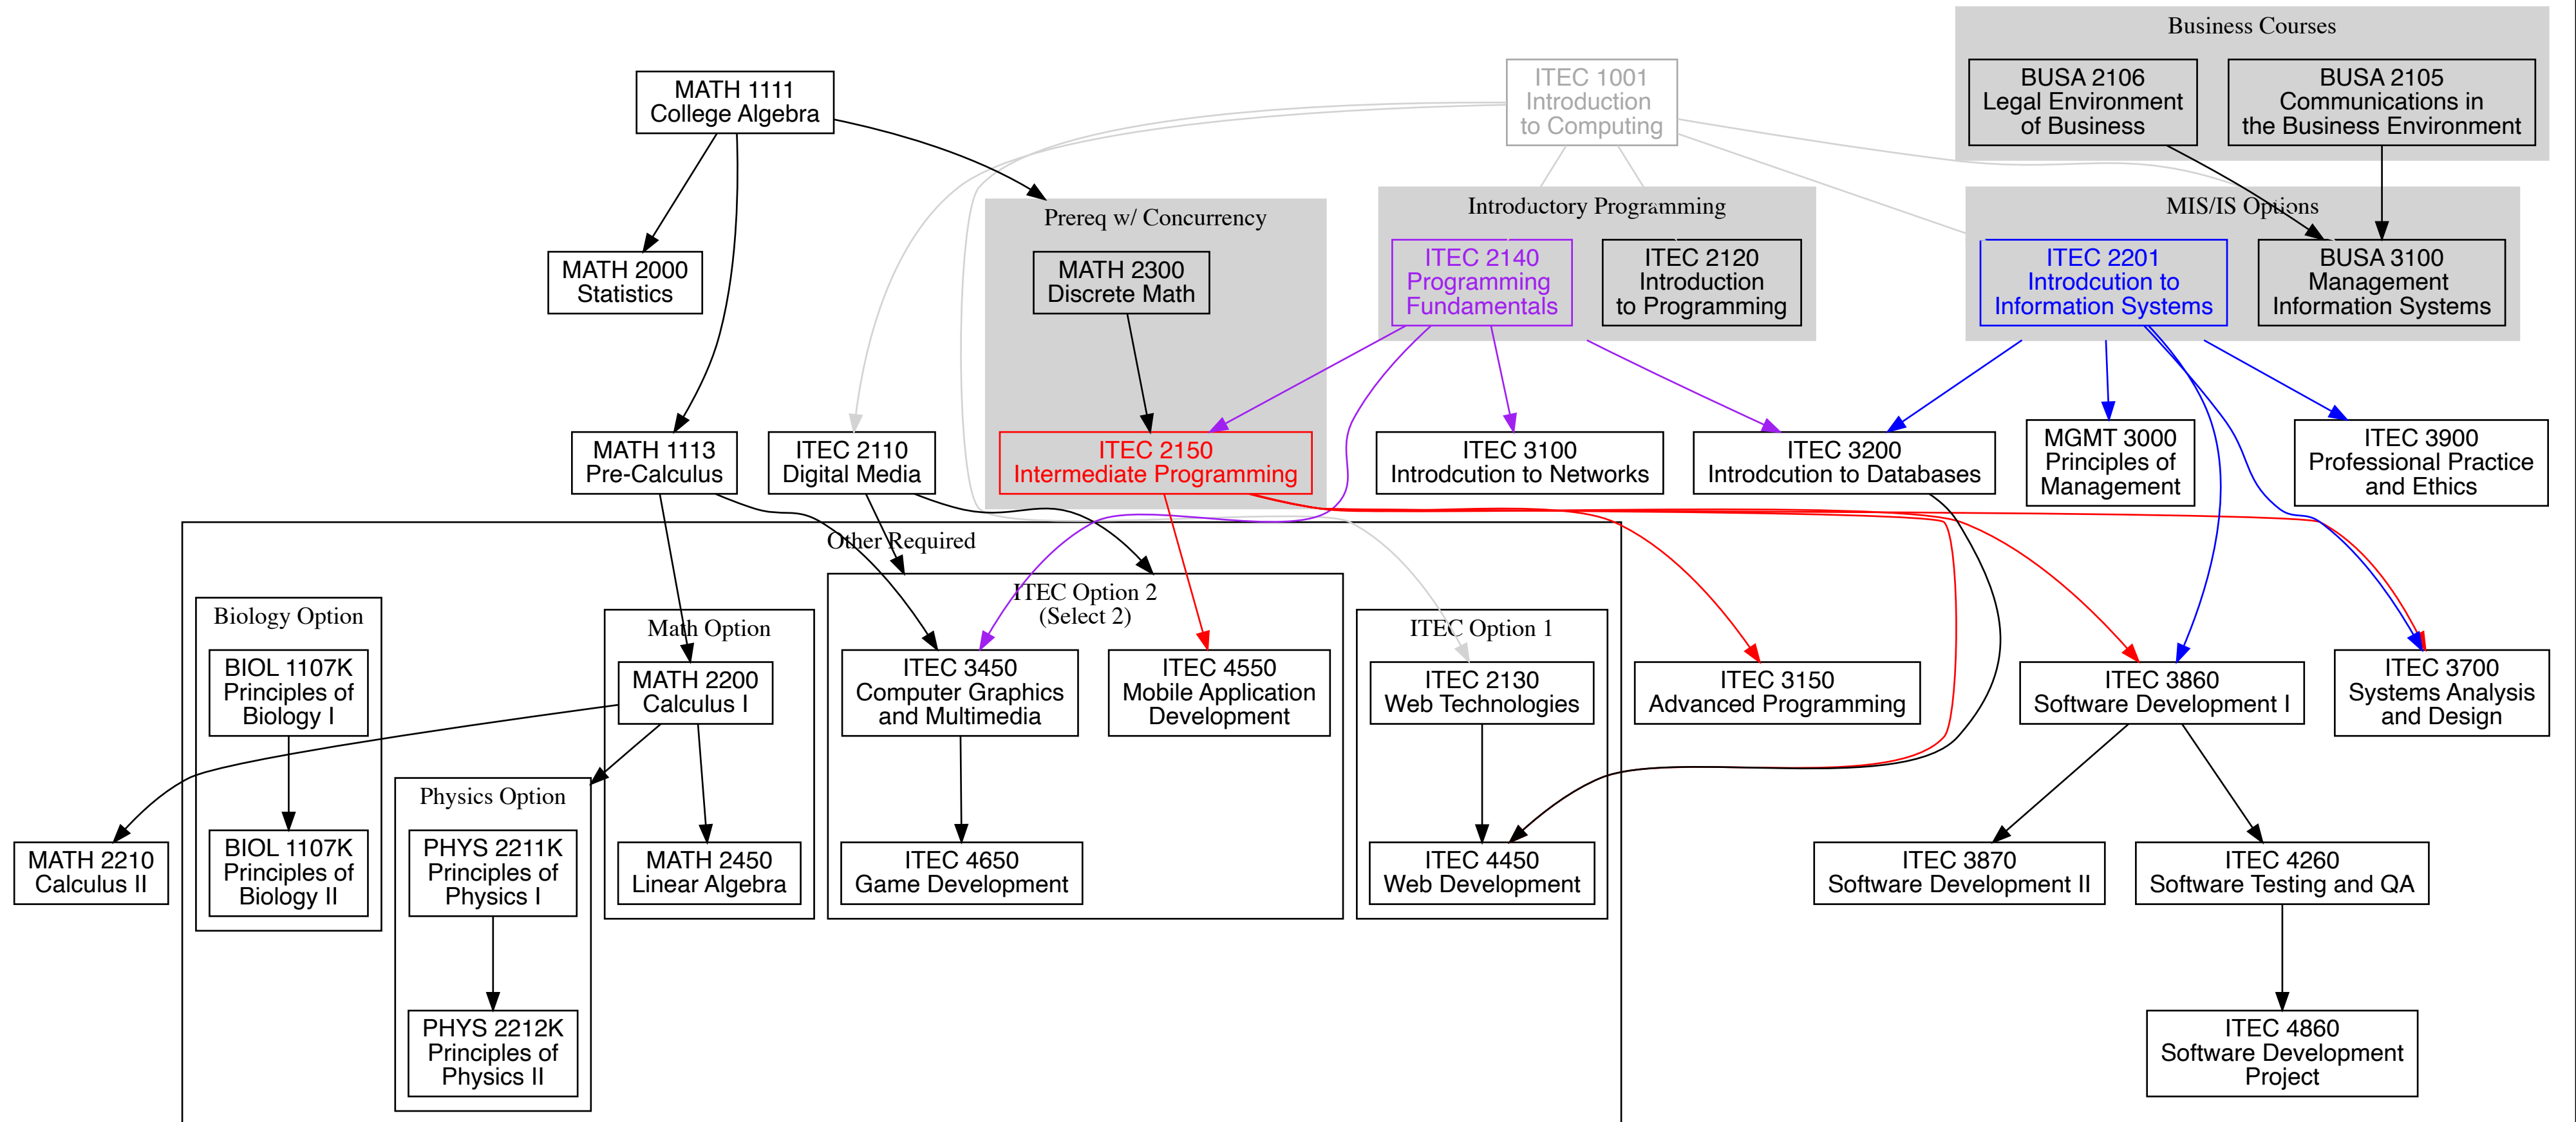 Business Courses
MATH 1111
College Algebra
ITEC 1001
Introduction
to Computing
BUSA 2106
Legal Environment
of Business
BUSA 2105
Communications in
the Business Environment
Prereq w/ Concurrency
Introductory Programming
MIS/IS Options
MATH 2000
Statistics
MATH 2300
Discrete Math
ITEC 2140
Programming
Fundamentals
ITEC 2120
Introduction
to Programming
ITEC 2201
Introdcution to
Information Systems
BUSA 3100
Management
Information Systems
MATH 1113
Pre-Calculus
ITEC 2110
Digital Media
ITEC 2150
Intermediate Programming
ITEC 3100
Introdcution to Networks
ITEC 3200
Introdcution to Databases
MGMT 3000
Principles of
Management
ITEC 3900
Professional Practice
and Ethics
Other Required
Biology Option
Math Option
ITEC Option 2
(Select 2)
ITEC Option 1
BIOL 1107K
Principles of
Biology I
MATH 2200
Calculus I
ITEC 3450
Computer Graphics
and Multimedia
ITEC 4550
Mobile Application
Development
ITEC 2130
Web Technologies
ITEC 3150
Advanced Programming
ITEC 3860
Software Development I
ITEC 3700
Systems Analysis
and Design
Physics Option
MATH 2210
Calculus II
BIOL 1107K
Principles of
Biology II
PHYS 2211K
Principles of
Physics I
MATH 2450
Linear Algebra
ITEC 4650
Game Development
ITEC 4450
Web Development
ITEC 3870
Software Development II
ITEC 4260
Software Testing and QA
PHYS 2212K
Principles of
Physics II
ITEC 4860
Software Development
Project